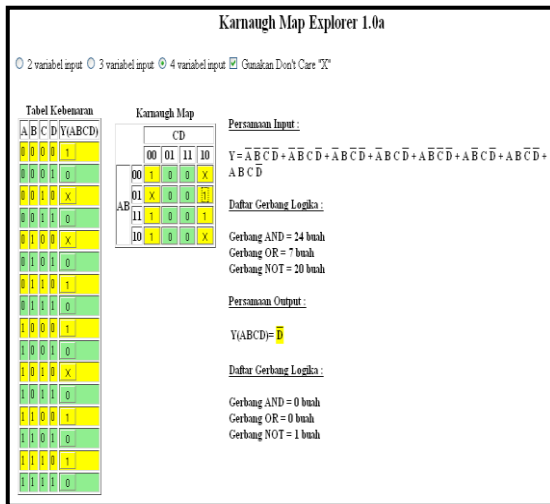 Karnaugh Map Explorer 1.0a
2 variabel input 3 variabel input 4 variabel input Gunakan Don't Care "X"
Tabel Kebenaran
A B C D Y(ABCD)
0 0 0 0 1
0 0 0 1 0
0 0 1 0 X
0 0 1 1 0
0 1 0 0 X
0 1 0 1 0
0 1 1 0 1
0 1 1 1 0
1 0 0 0 1
1 0 0 1 0
1 0 1 0 X
1 0 1 1 0
1 1 0 0 1
1 1 0 1 0
1 1 1 0 1
1 1 1 1 0
Karnaugh Map
CD
00 01 11 10
AB
00 1 0 0 X
01 X 0 0 1
11 1 0 0 1
10 1 0 0 X
Persamaan Input :
Y = A̅ B̅ C̅ D̅ + A̅ B̅ C D̅ + A̅ B C̅ D̅ + A̅ B C D̅ + A B̅ C̅ D̅ + A B̅ C D̅ + A B C̅ D̅ +
A B C D̅
Daftar Gerbang Logika :
Gerbang AND = 24 buah
Gerbang OR = 7 buah
Gerbang NOT = 20 buah
Persamaan Output :
Y(ABCD)= D̅
Daftar Gerbang Logika :
Gerbang AND = 0 buah
Gerbang OR = 0 buah
Gerbang NOT = 1 buah